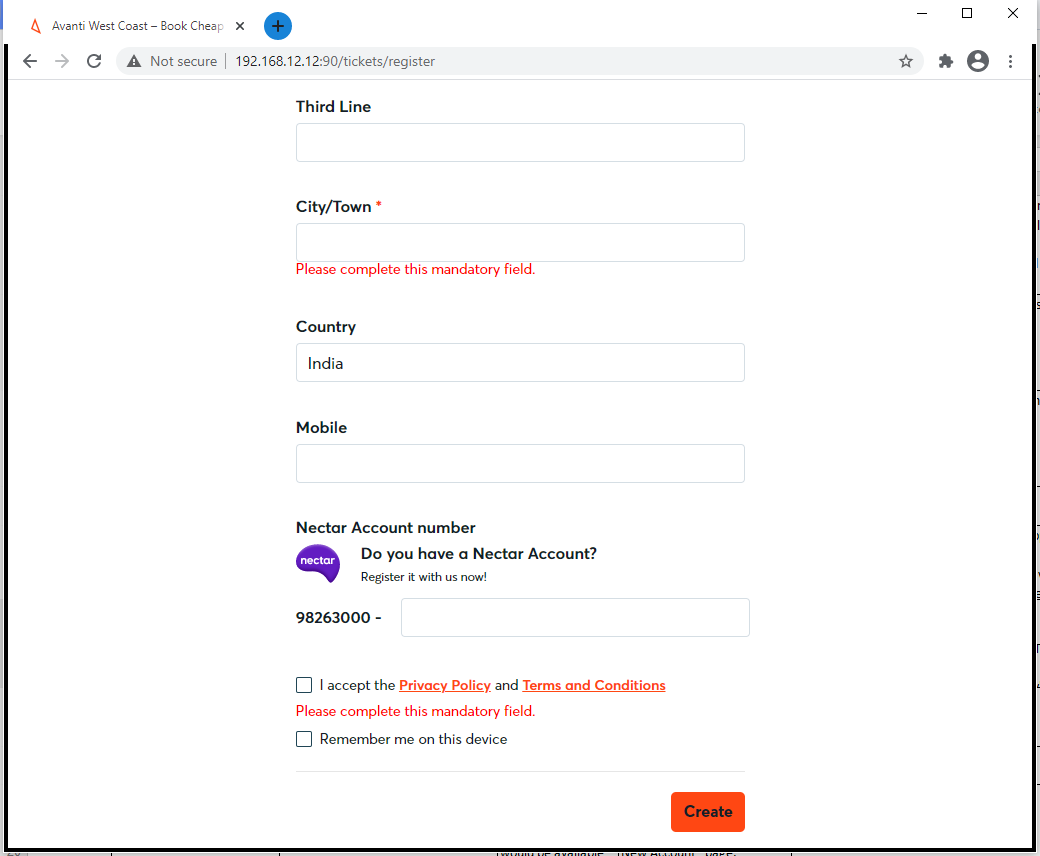 Avanti West Coast – Book Cheap
Not secure
192.168.12.12:90/tickets/register
Third Line
City/Town *
Please complete this mandatory field.
Country
India
Mobile
Nectar Account number
nectar
Do you have a Nectar Account?
Register it with us now!
98263000 -
I accept the Privacy Policy and Terms and Conditions
Please complete this mandatory field.
Remember me on this device
Create